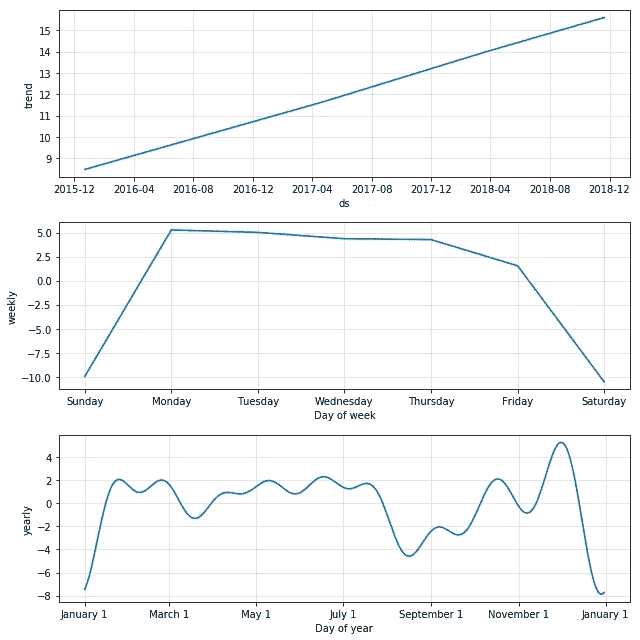 15
14
13
12
11
10
9
trend
2015-12 2016-04 2016-08 2016-12 2017-04 2017-08 2017-12 2018-04 2018-08 2018-12
ds
5.0
2.5
0.0
−2.5
−5.0
−7.5
−10.0
weekly
Sunday Monday Tuesday Wednesday Thursday Friday Saturday
Day of week
4
2
0
−2
−4
−6
−8
yearly
January 1 March 1 May 1 July 1 September 1 November 1 January 1
Day of year